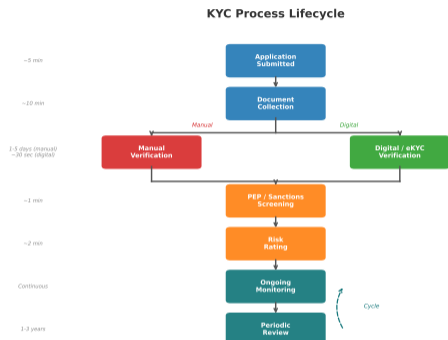 KYC Process Lifecycle
~5 min
Application
Submitted
~10 min
Document
Collection
Manual
Digital
1-5 days (manual)
~30 sec (digital)
Manual
Verification
Digital / eKYC
Verification
~1 min
PEP / Sanctions
Screening
~2 min
Risk
Rating
Continuous
Ongoing
Monitoring
Cycle
1-3 years
Periodic
Review